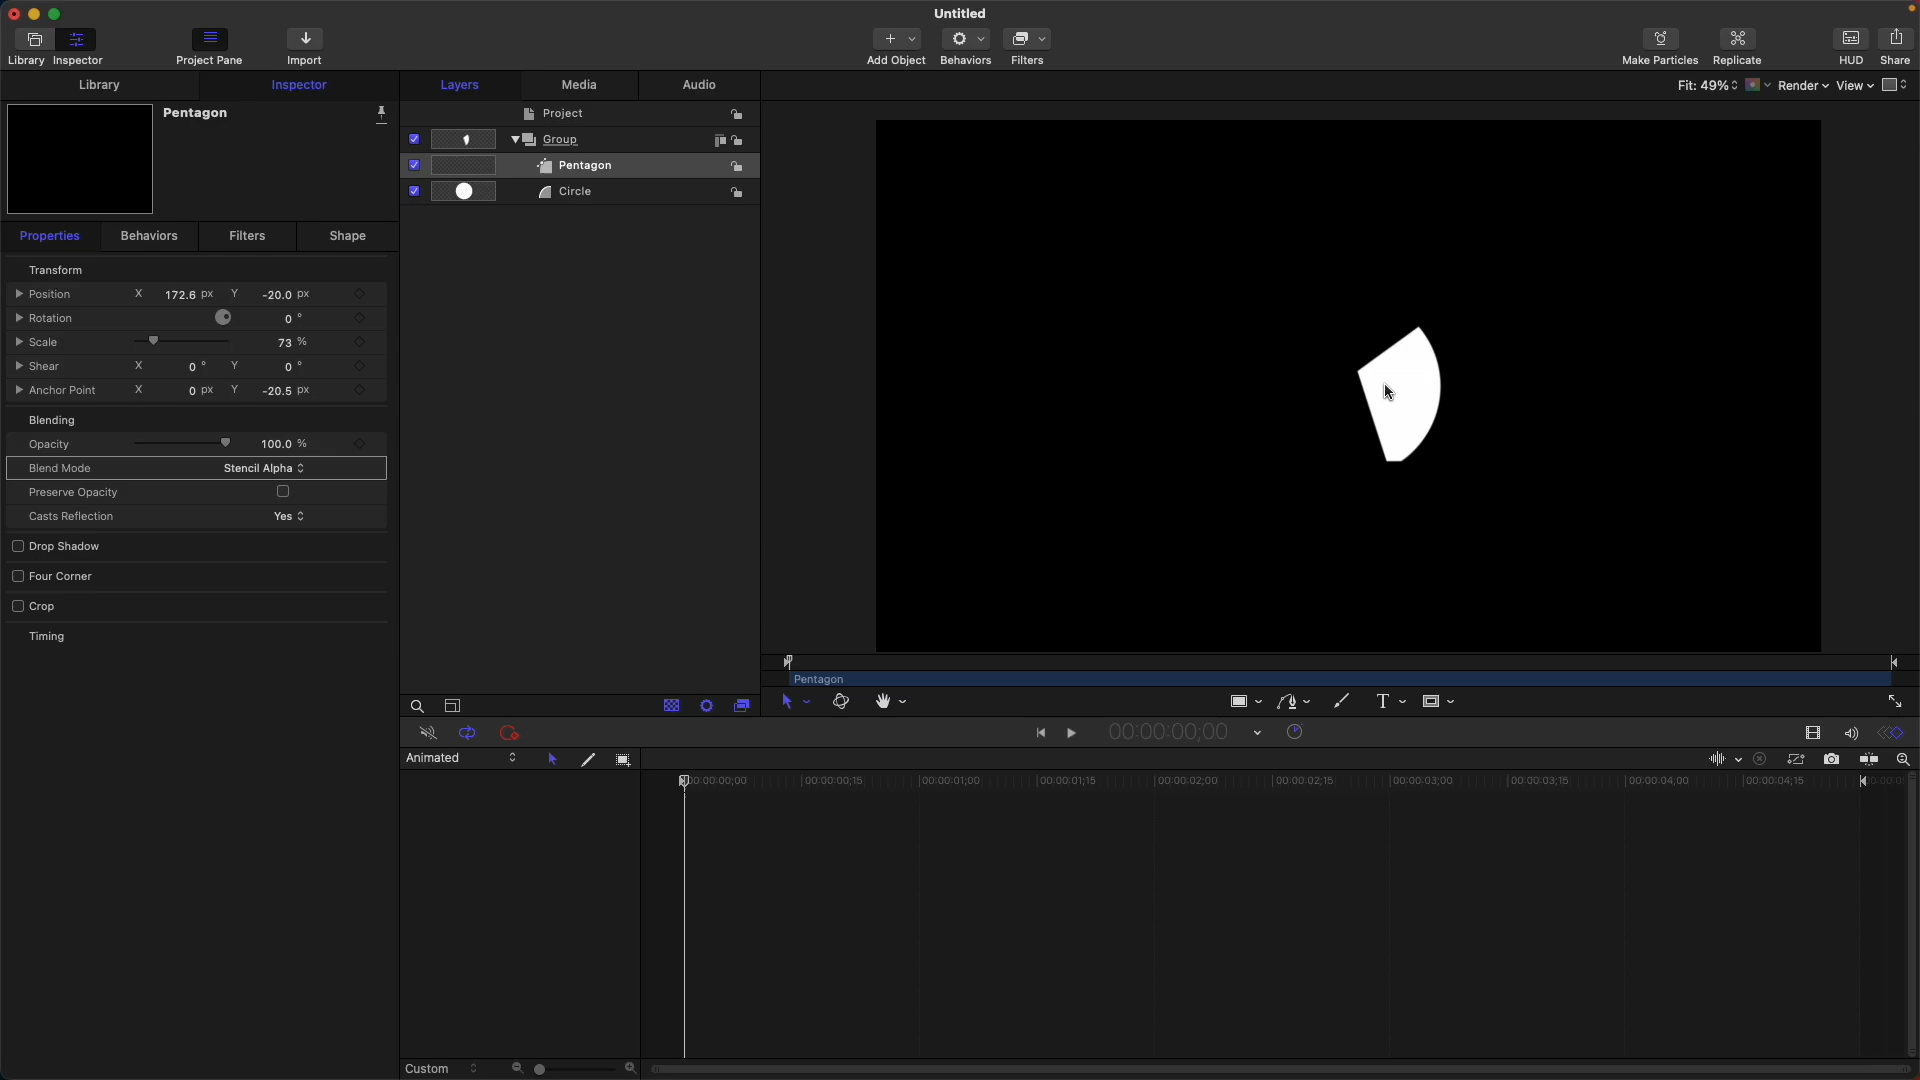 Untitled
Library Inspector Project Pane Import Add Object Behaviors Filters Make Particles Replicate HUD Share
Library Inspector Layers Media Audio Fit: 49% Render View
Pentagon
Project
Group
Pentagon
Circle
Properties Behaviors Filters Shape
Transform
Position X 172.6 px Y -20.0 px
Rotation 0 °
Scale 73 %
Shear X 0 ° Y 0 °
Anchor Point X 0 px Y -20.5 px
Blending
Opacity 100.0 %
Blend Mode Stencil Alpha
Preserve Opacity
Casts Reflection Yes
Drop Shadow
Four Corner
Crop
Timing
Pentagon
T
00:00:00;00
Animated
00:00:00;00 00:00:00;15 00:00:01;00 00:00:01;15 00:00:02;00 00:00:02;15 00:00:03;00 00:00:03;15 00:00:04;00 00:00:04;15
Custom